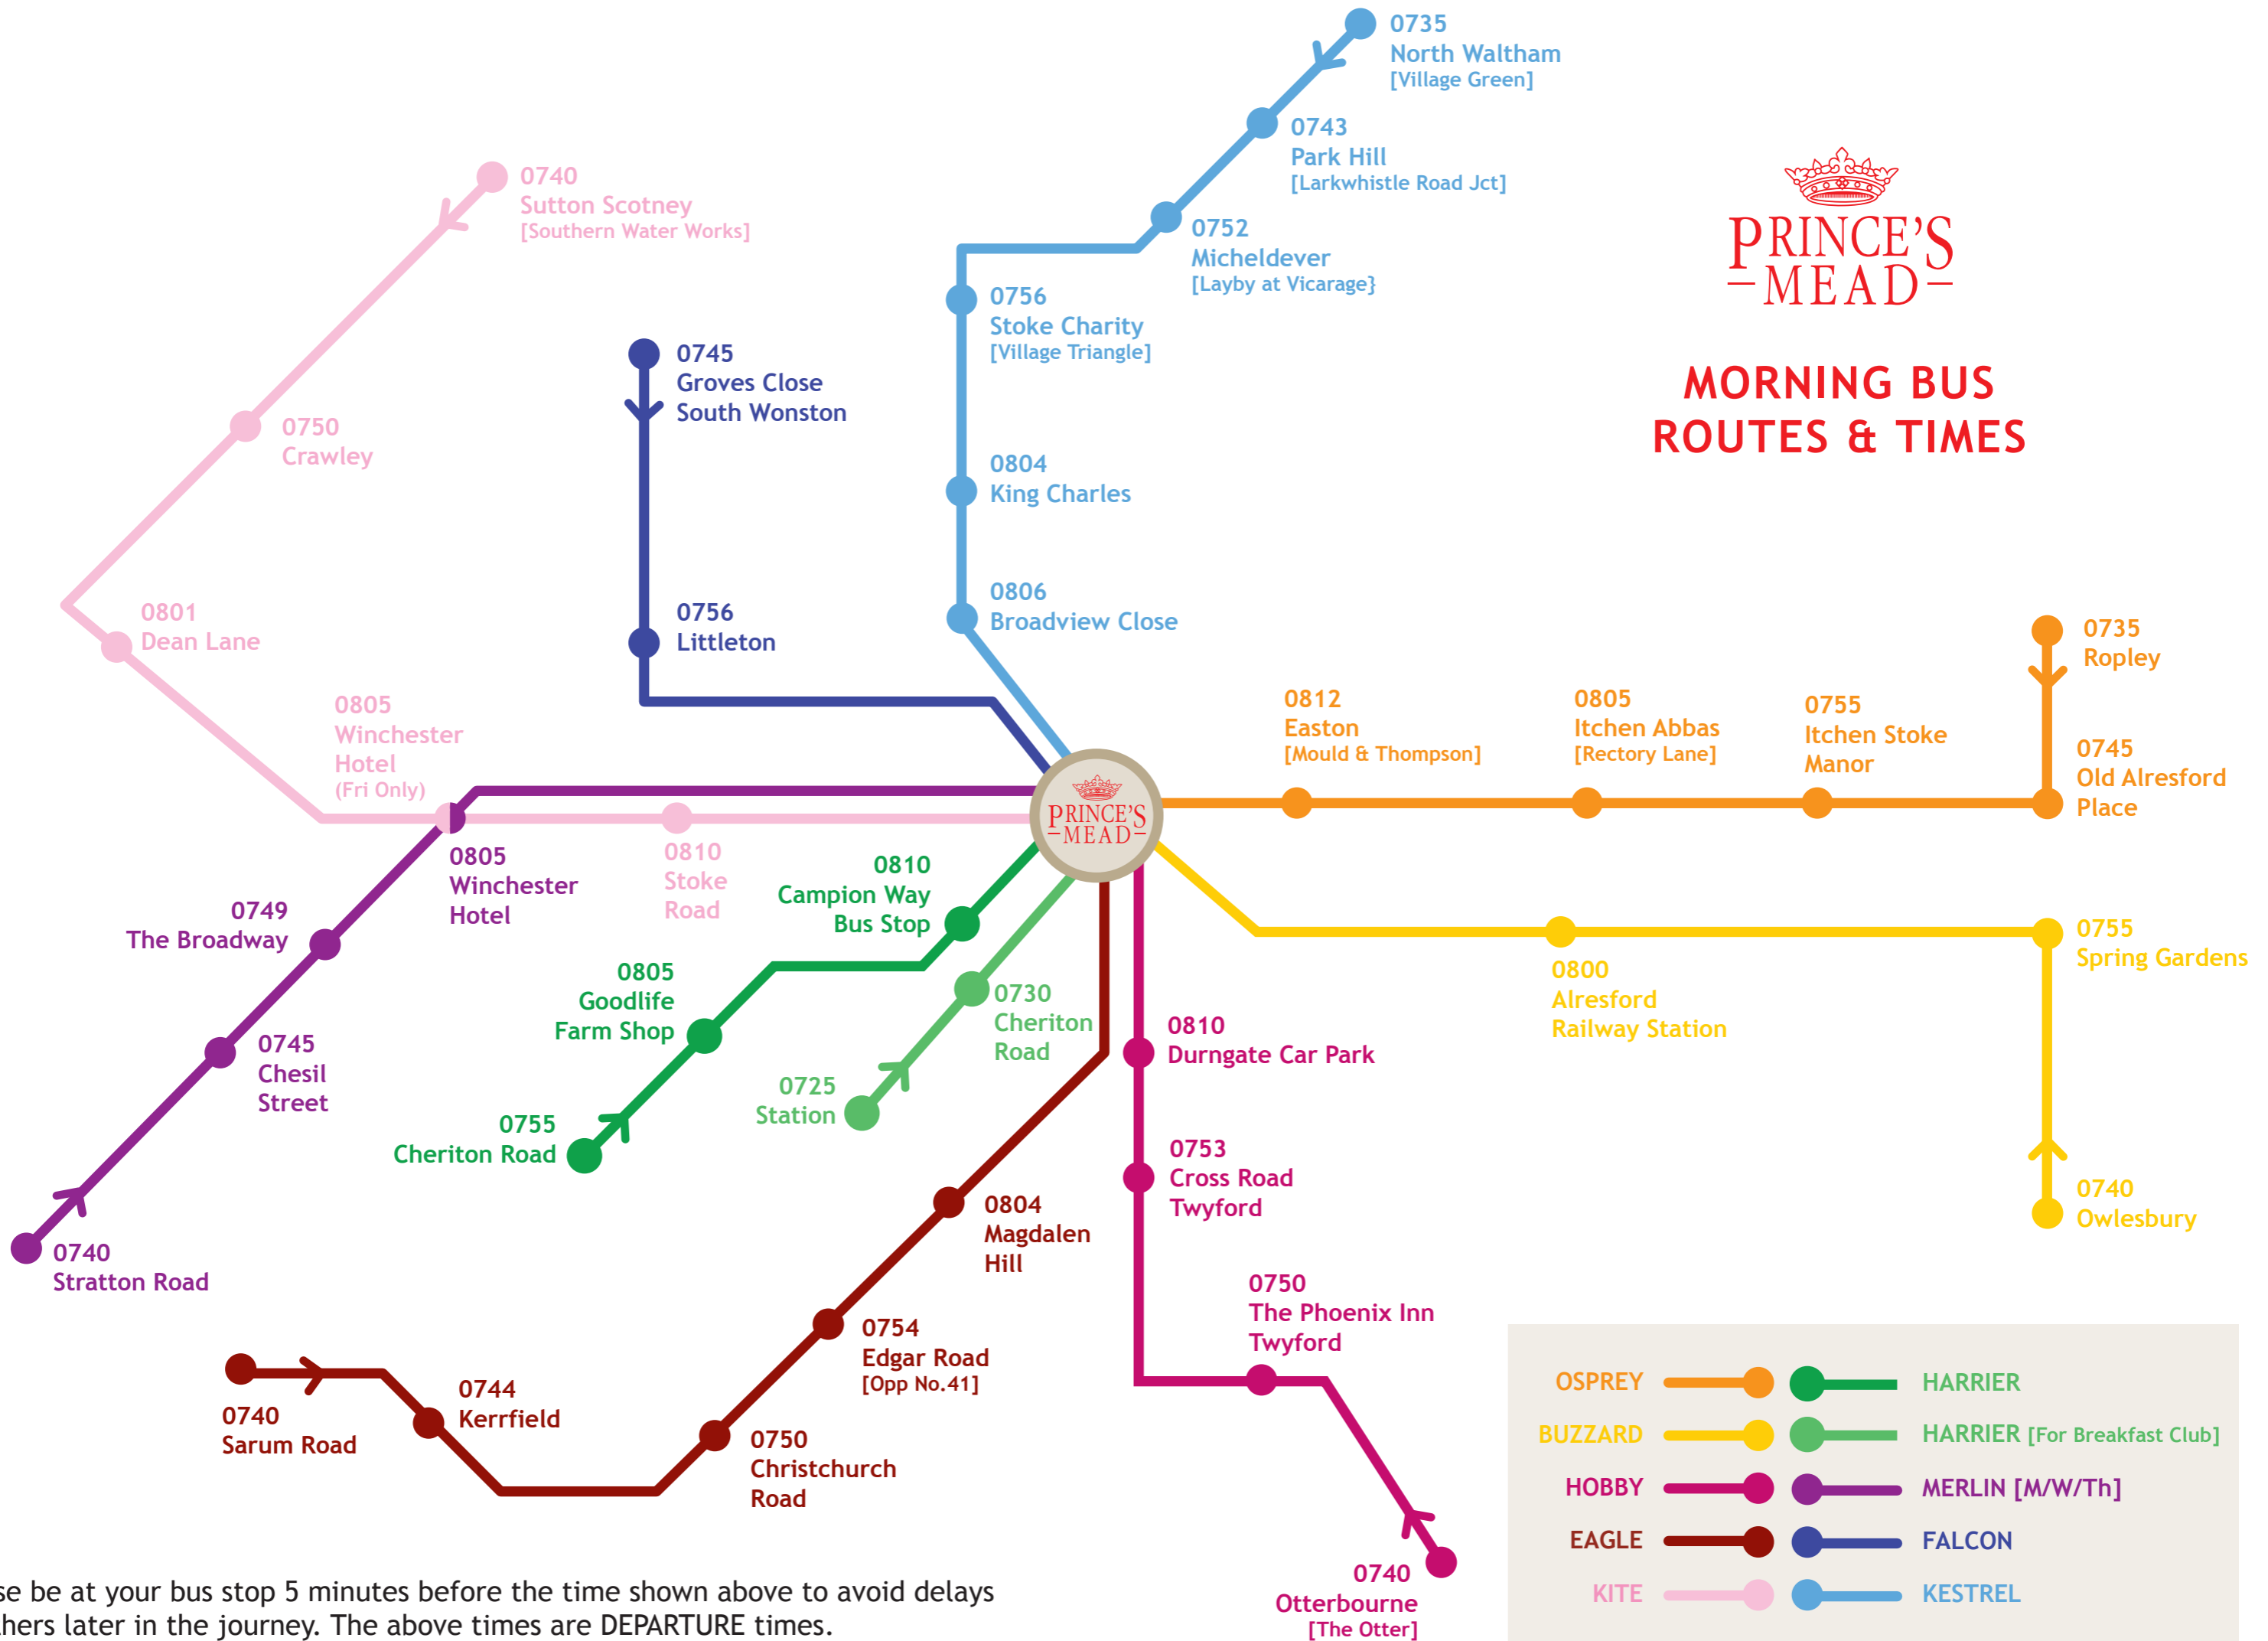 0735
North Waltham
[Village Green]
0743
Park Hill
[Larkwhistle Road Jct]
0752
Micheldever
[Layby at Vicarage}
0756
Stoke Charity
[Village Triangle]
0804
King Charles
0806
Broadview Close
PRINCE'S
MEAD
MORNING BUS
ROUTES & TIMES
0740
Sutton Scotney
[Southern Water Works]
0750
Crawley
0801
Dean Lane
0805
Winchester
Hotel
(Fri Only)
0810
Stoke
Road
0745
Groves Close
South Wonston
0756
Littleton
PRINCE'S
MEAD
0812
Easton
[Mould & Thompson]
0805
Itchen Abbas
[Rectory Lane]
0755
Itchen Stoke
Manor
0735
Ropley
0745
Old Alresford
Place
0805
Winchester
Hotel
0749
The Broadway
0745
Chesil
Street
0740
Stratton Road
0810
Campion Way
Bus Stop
0805
Goodlife
Farm Shop
0755
Cheriton Road
0730
Cheriton
Road
0725
Station
0800
Alresford
Railway Station
0755
Spring Gardens
0740
Owlesbury
0810
Durngate Car Park
0753
Cross Road
Twyford
0750
The Phoenix Inn
Twyford
0740
Otterbourne
[The Otter]
0804
Magdalen
Hill
0754
Edgar Road
[Opp No.41]
0750
Christchurch
Road
0744
Kerrfield
0740
Sarum Road
OSPREY
HARRIER
BUZZARD
HARRIER [For Breakfast Club]
HOBBY
MERLIN [M/W/Th]
EAGLE
FALCON
KITE
KESTREL
se be at your bus stop 5 minutes before the time shown above to avoid delays
hers later in the journey. The above times are DEPARTURE times.